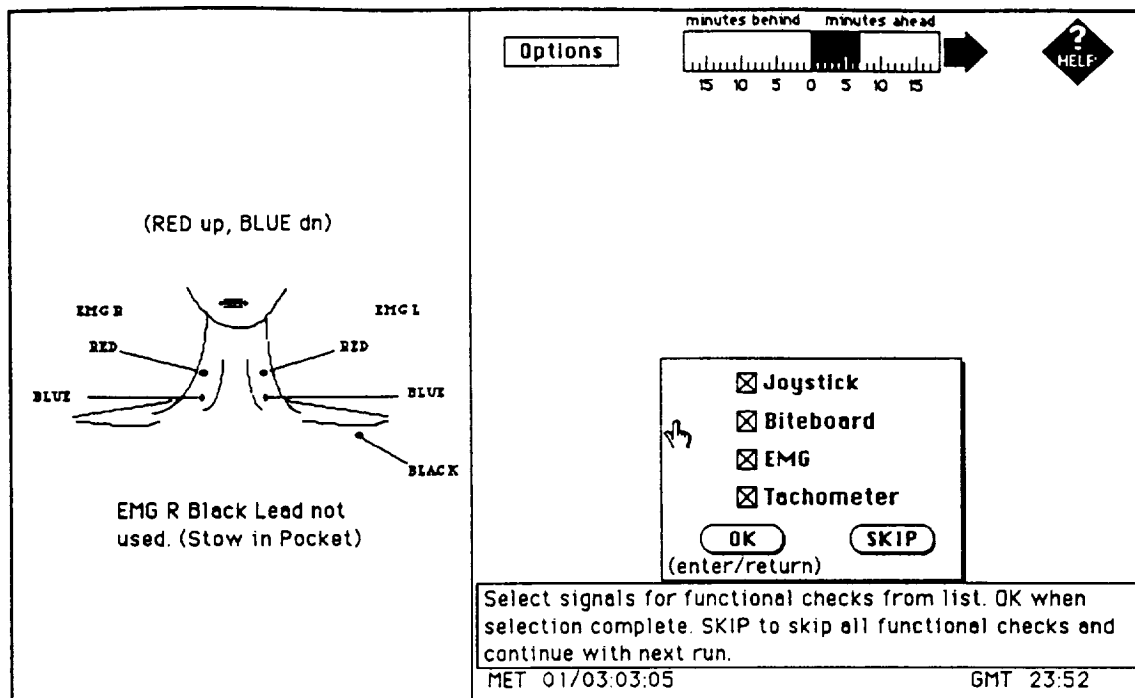 (RED up, BLUE dn)
EMG R
EMG L
RED
RED
BLUE
BLUE
BLACK
EMG R Black Lead not
used. (Stow in Pocket)
Options
minutes behind minutes ahead
15 10 5 0 5 10 15
?
HELP
Joystick
Biteboard
EMG
Tachometer
OK SKIP
(enter/return)
Select signals for functional checks from list. OK when
selection complete. SKIP to skip all functional checks and
continue with next run.
MET 01/03:03:05 GMT 23:52